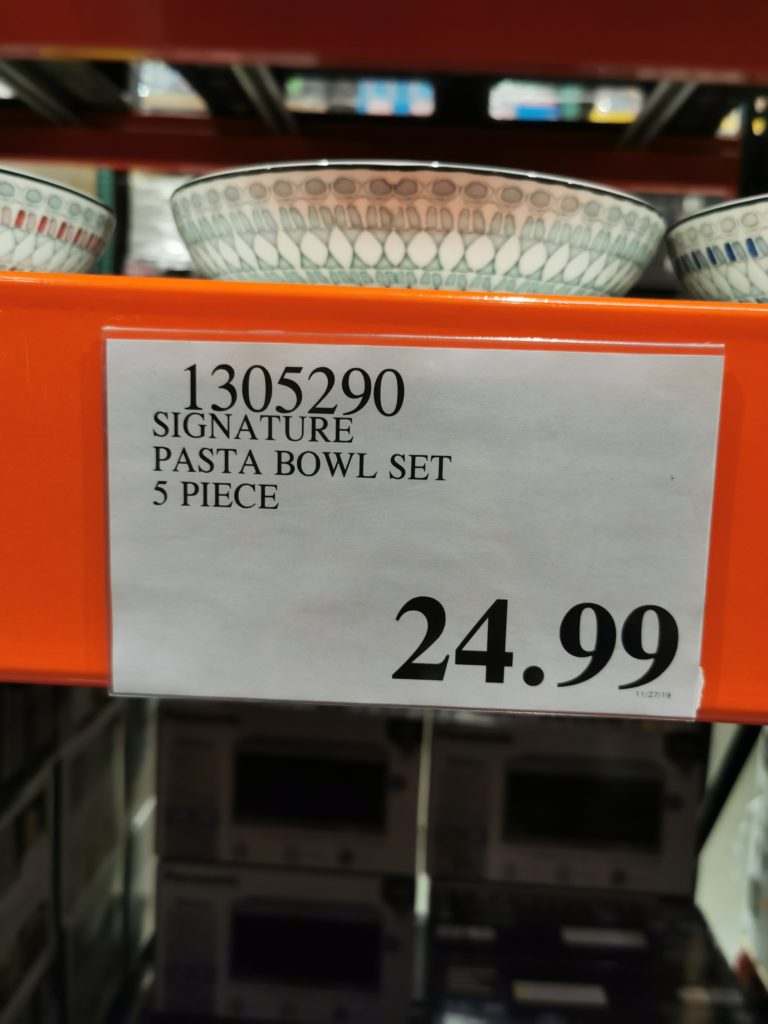 1305290
SIGNATURE
PASTA BOWL SET
5 PIECE
24.99
11/27/19